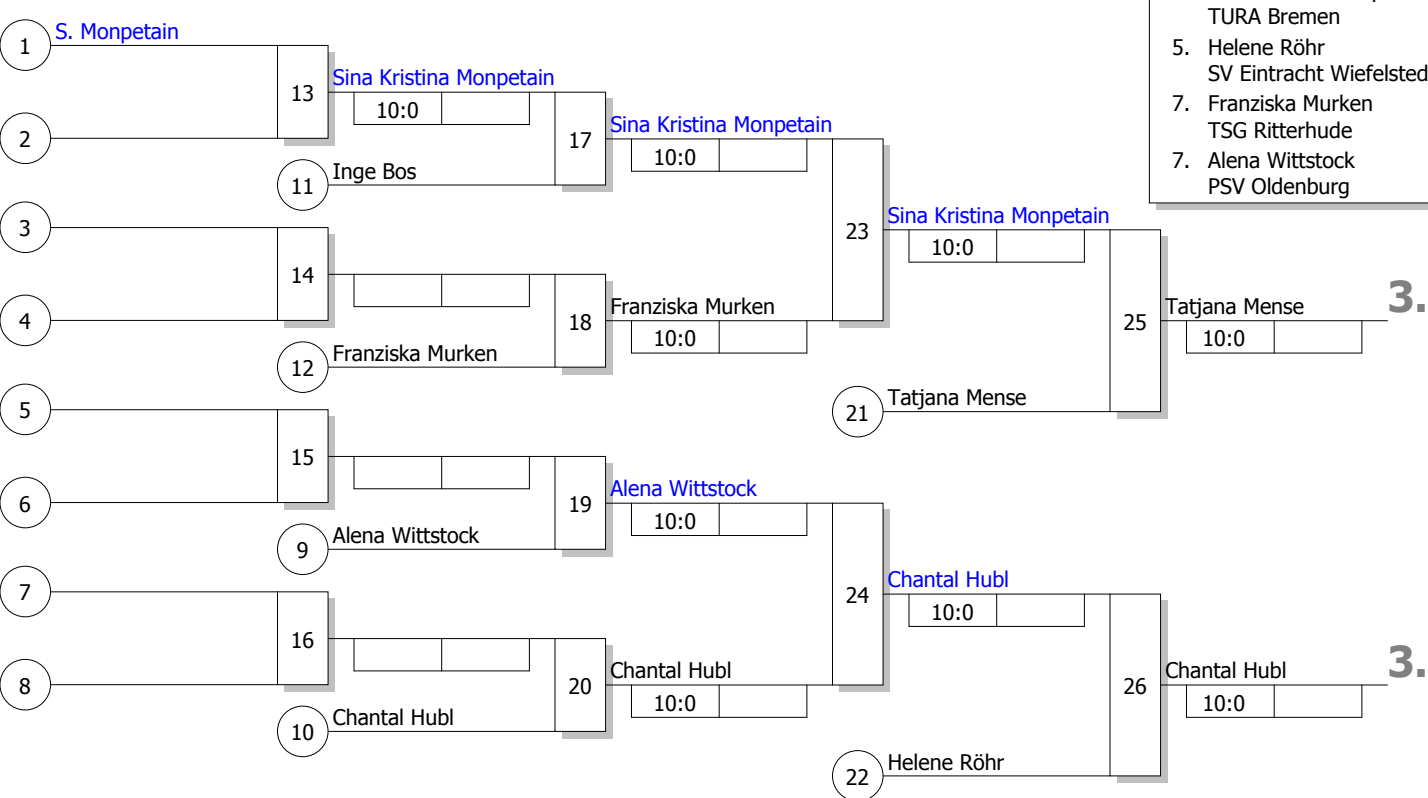 TURA Bremen
5. Helene Röhr
SV Eintracht Wiefelsted
7. Franziska Murken
TSG Ritterhude
7. Alena Wittstock
PSV Oldenburg
1
S. Monpetain
2
13
Sina Kristina Monpetain
10:0
11
Inge Bos
17
Sina Kristina Monpetain
10:0
3
4
14
12
Franziska Murken
18
Franziska Murken
10:0
23
Sina Kristina Monpetain
10:0
21
Tatjana Mense
25
Tatjana Mense
10:0
3.
5
6
15
9
Alena Wittstock
19
Alena Wittstock
10:0
7
8
16
10
Chantal Hubl
20
Chantal Hubl
10:0
24
Chantal Hubl
10:0
22
Helene Röhr
26
Chantal Hubl
10:0
3.